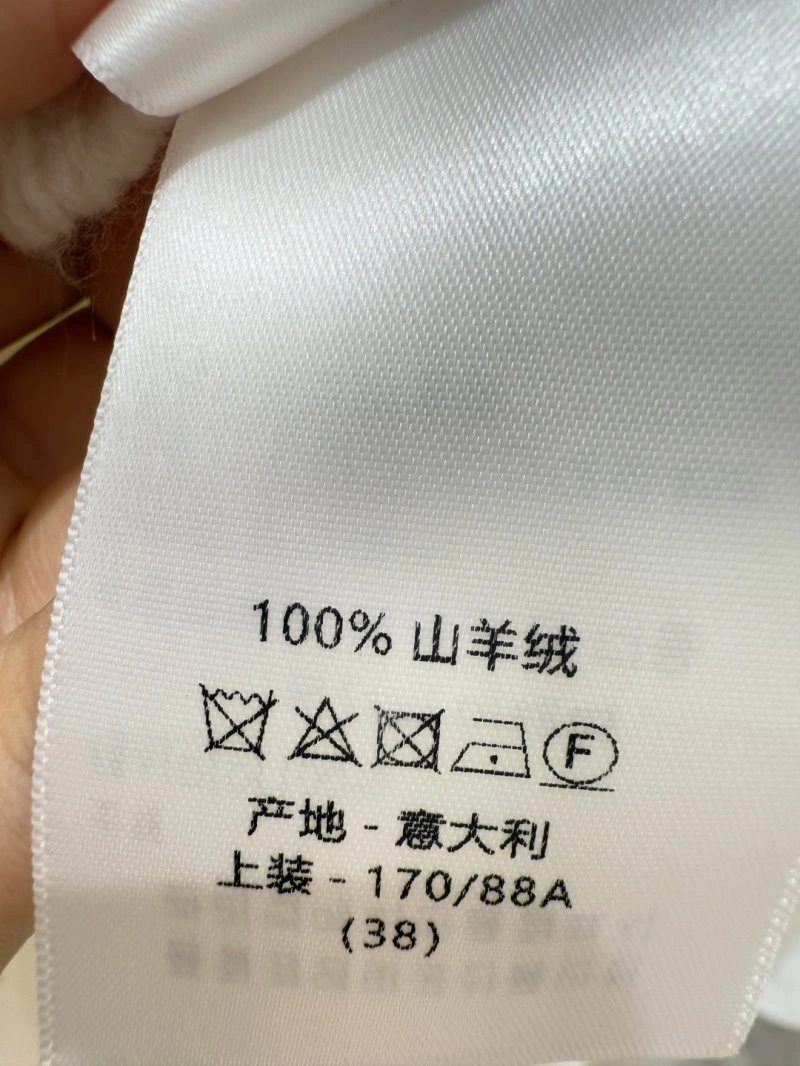 100% 山羊绒
F
产地 - 意大利
上装 - 170/88A
(38)